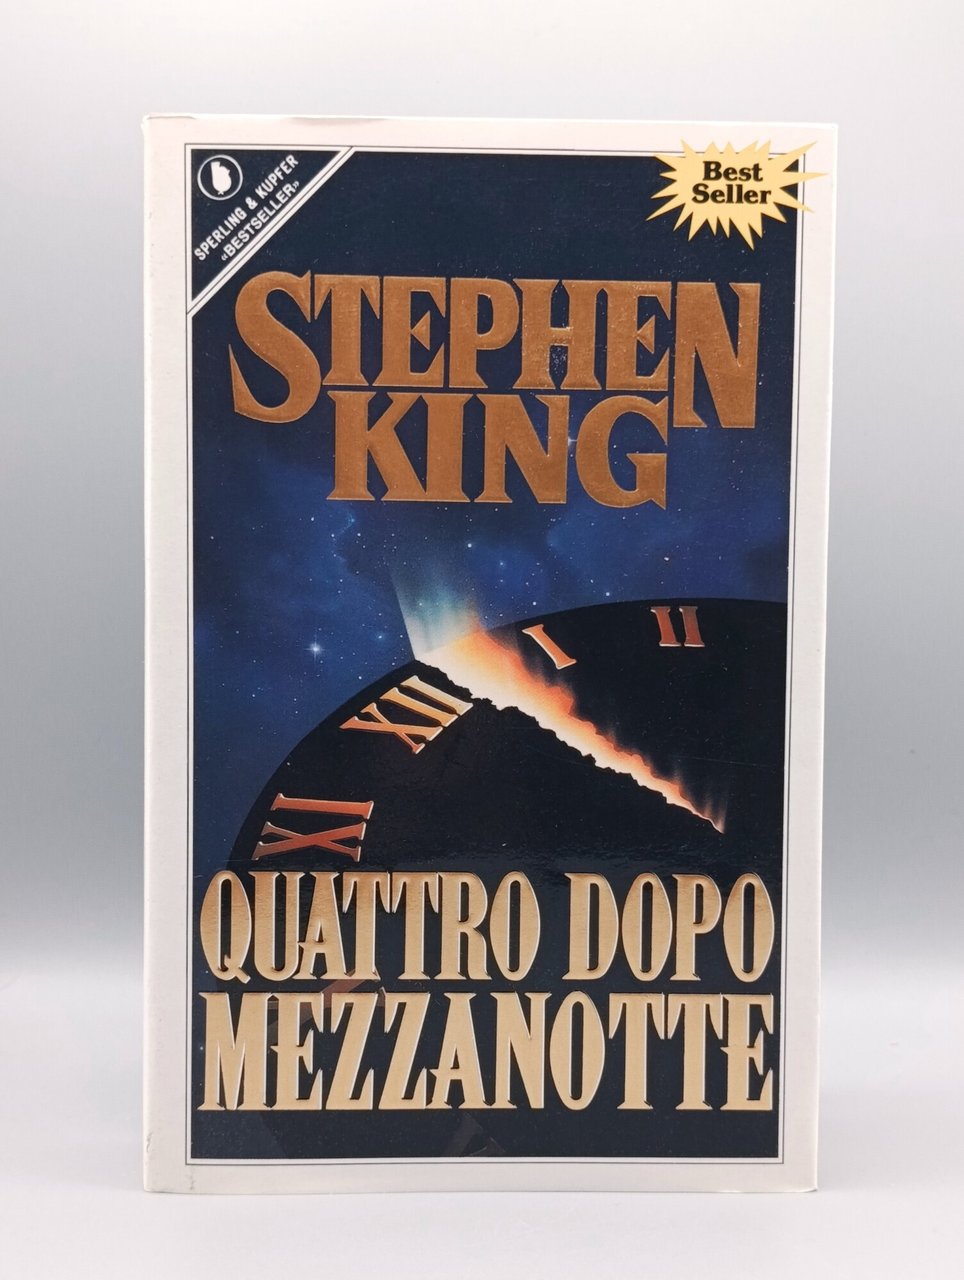 SPERLING & KUPFER
«BESTSELLER»
Best
Seller
STEPHEN
KING
I
II
XII
XI
QUATTRO DOPO
MEZZANOTTE